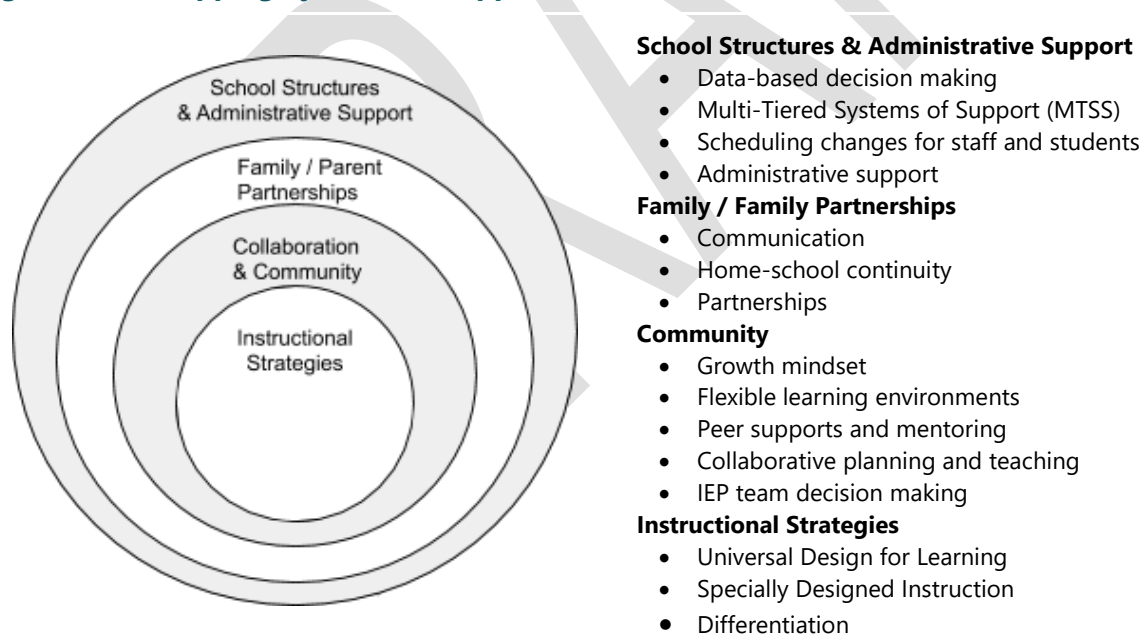 School Structures
& Administrative Support
Family / Parent
Partnerships
Collaboration
& Community
Instructional
Strategies
School Structures & Administrative Support
• Data-based decision making
• Multi-Tiered Systems of Support (MTSS)
• Scheduling changes for staff and students
• Administrative support
Family / Family Partnerships
• Communication
• Home-school continuity
• Partnerships
Community
• Growth mindset
• Flexible learning environments
• Peer supports and mentoring
• Collaborative planning and teaching
• IEP team decision making
Instructional Strategies
• Universal Design for Learning
• Specially Designed Instruction
• Differentiation